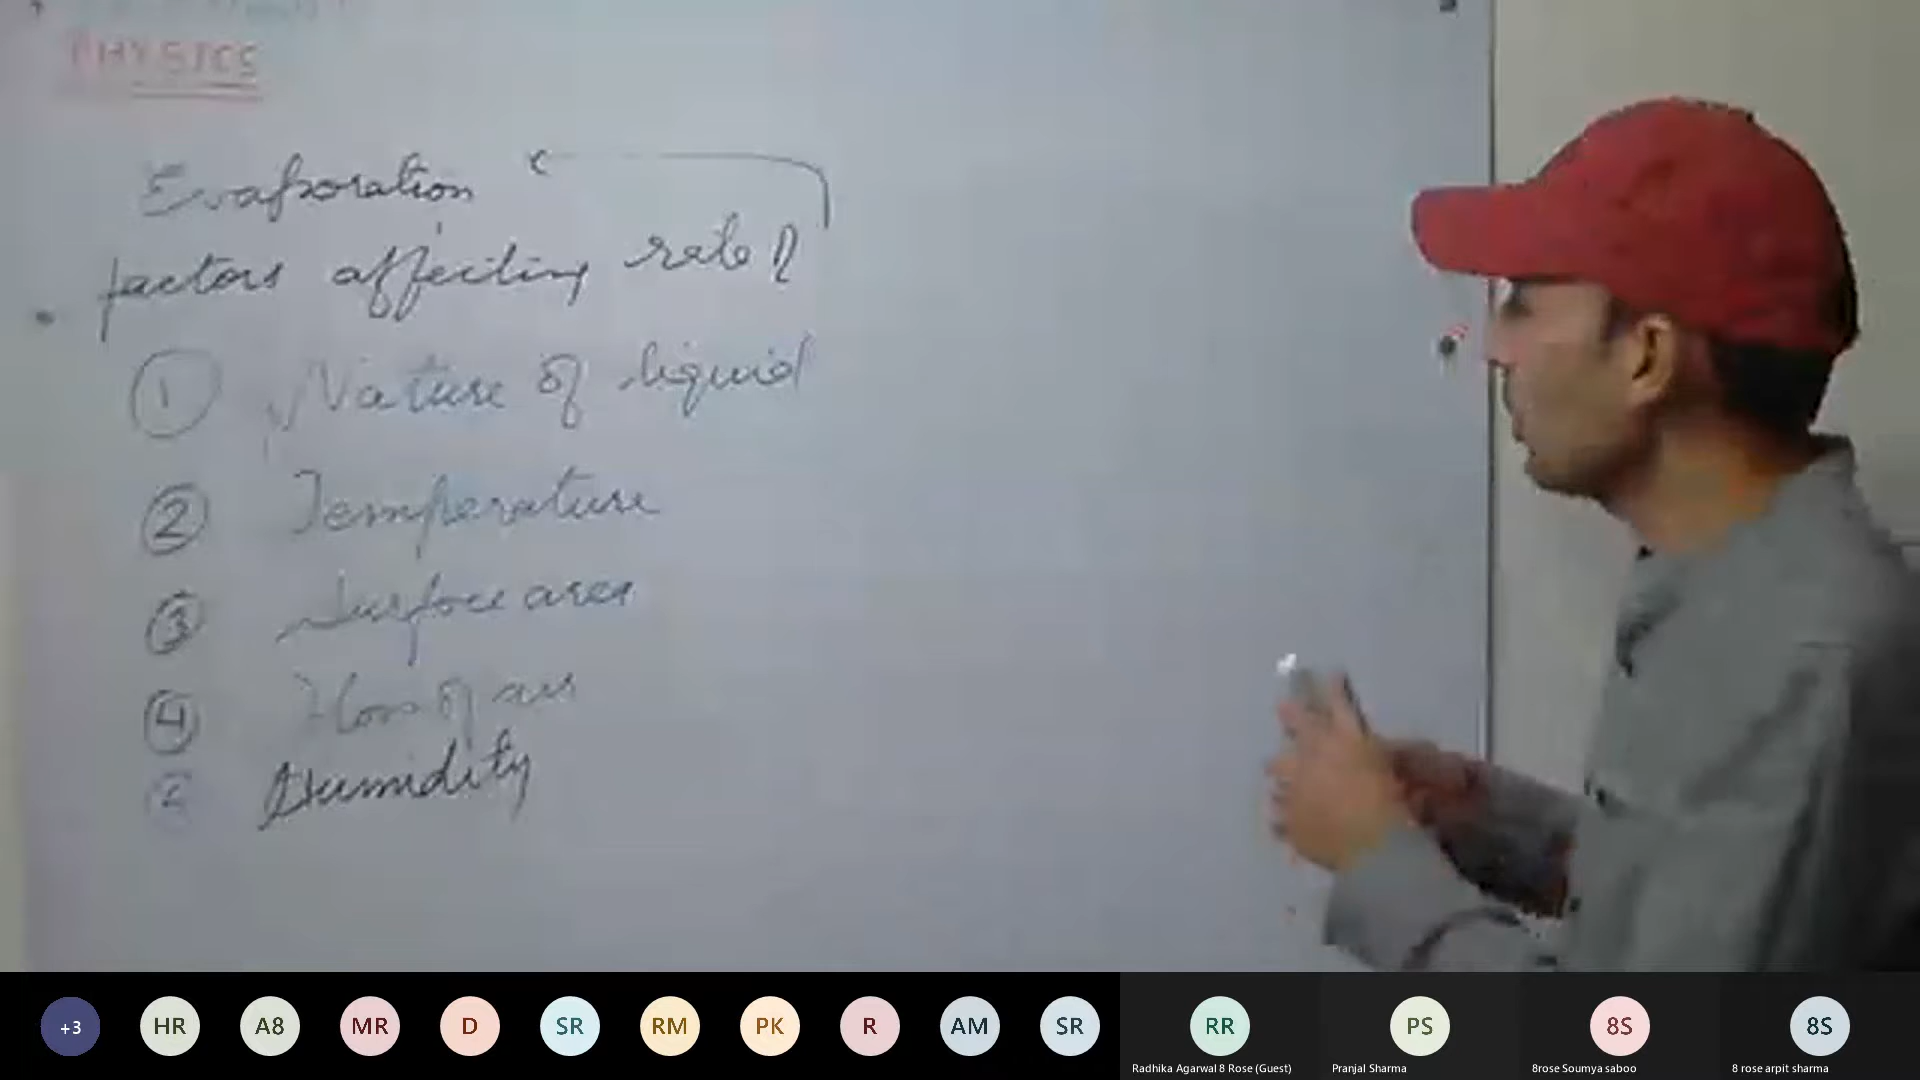 PHYSICS
Evaporation
factors affecting rate of
① Nature of liquid
② Temperature
③ Surface area
④ Flow of air
Humidity
+3
HR
A8
MR
D
SR
RM
PK
R
AM
SR
RR
PS
8S
8S
Radhika Agarwal 8 Rose (Guest)
Pranjal Sharma
8rose Soumya saboo
8 rose arpit sharma